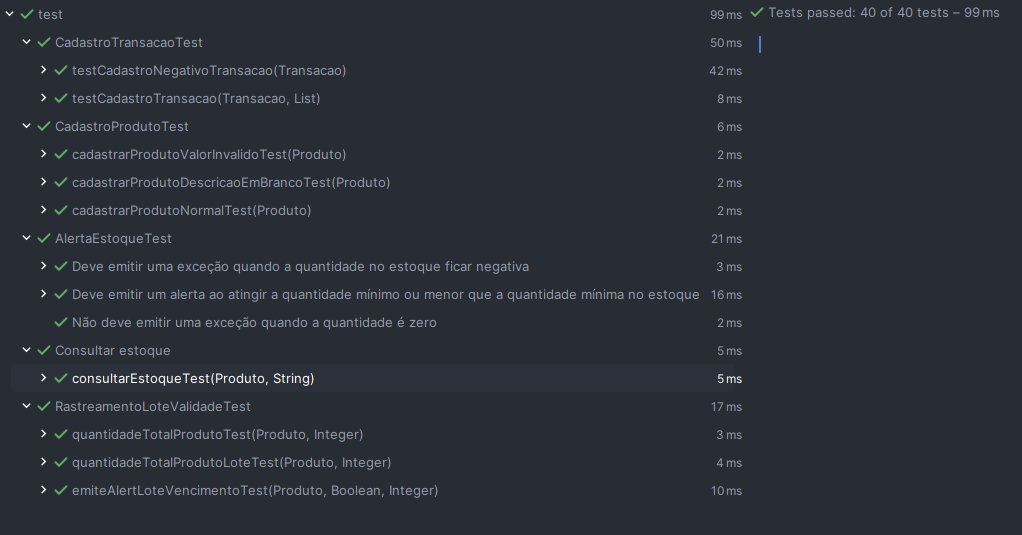 test 99 ms
Tests passed: 40 of 40 tests – 99 ms
CadastroTransacaoTest 50 ms
testCadastroNegativoTransacao(Transacao) 42 ms
testCadastroTransacao(Transacao, List) 8 ms
CadastroProdutoTest 6 ms
cadastrarProdutoValorInvalidoTest(Produto) 2 ms
cadastrarProdutoDescricaoEmBrancoTest(Produto) 2 ms
cadastrarProdutoNormalTest(Produto) 2 ms
AlertaEstoqueTest 21 ms
Deve emitir uma exceção quando a quantidade no estoque ficar negativa 3 ms
Deve emitir um alerta ao atingir a quantidade mínimo ou menor que a quantidade mínima no estoque 16 ms
Não deve emitir uma exceção quando a quantidade é zero 2 ms
Consultar estoque 5 ms
consultarEstoqueTest(Produto, String) 5 ms
RastreamentoLoteValidadeTest 17 ms
quantidadeTotalProdutoTest(Produto, Integer) 3 ms
quantidadeTotalProdutoLoteTest(Produto, Integer) 4 ms
emiteAlertLoteVencimentoTest(Produto, Boolean, Integer) 10 ms